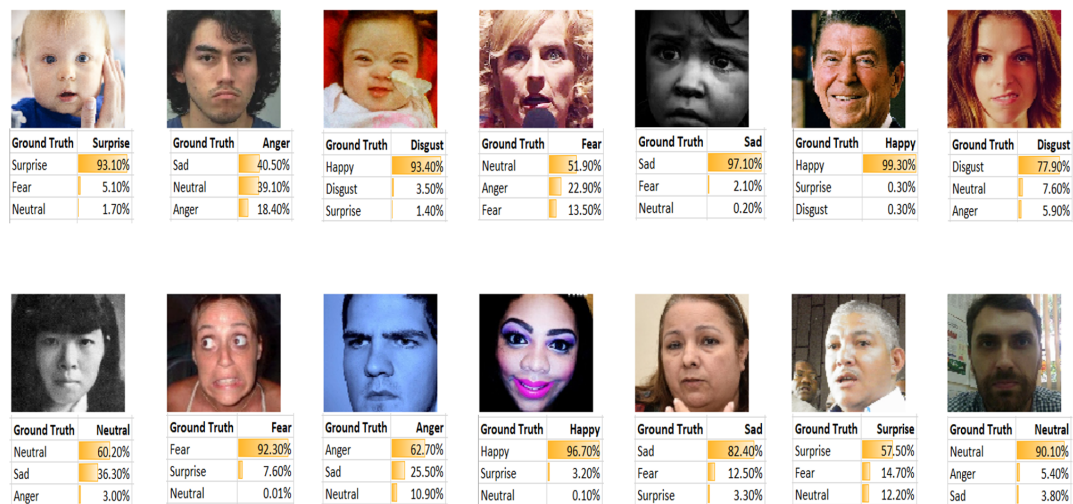 Ground Truth Surprise
Surprise 93.10%
Fear 5.10%
Neutral 1.70%
Ground Truth Anger
Sad 40.50%
Neutral 39.10%
Anger 18.40%
Ground Truth Disgust
Happy 93.40%
Disgust 3.50%
Surprise 1.40%
Ground Truth Fear
Neutral 51.90%
Anger 22.90%
Fear 13.50%
Ground Truth Sad
Sad 97.10%
Fear 2.10%
Neutral 0.20%
Ground Truth Happy
Happy 99.30%
Surprise 0.30%
Disgust 0.30%
Ground Truth Disgust
Disgust 77.90%
Neutral 7.60%
Anger 5.90%
Ground Truth Neutral
Neutral 60.20%
Sad 36.30%
Anger 3.00%
Ground Truth Fear
Fear 92.30%
Surprise 7.60%
Neutral 0.01%
Ground Truth Anger
Anger 62.70%
Sad 25.50%
Neutral 10.90%
Ground Truth Happy
Happy 96.70%
Surprise 3.20%
Neutral 0.10%
Ground Truth Sad
Sad 82.40%
Fear 12.50%
Surprise 3.30%
Ground Truth Surprise
Surprise 57.50%
Fear 14.70%
Neutral 12.20%
Ground Truth Neutral
Neutral 90.10%
Anger 5.40%
Sad 3.80%